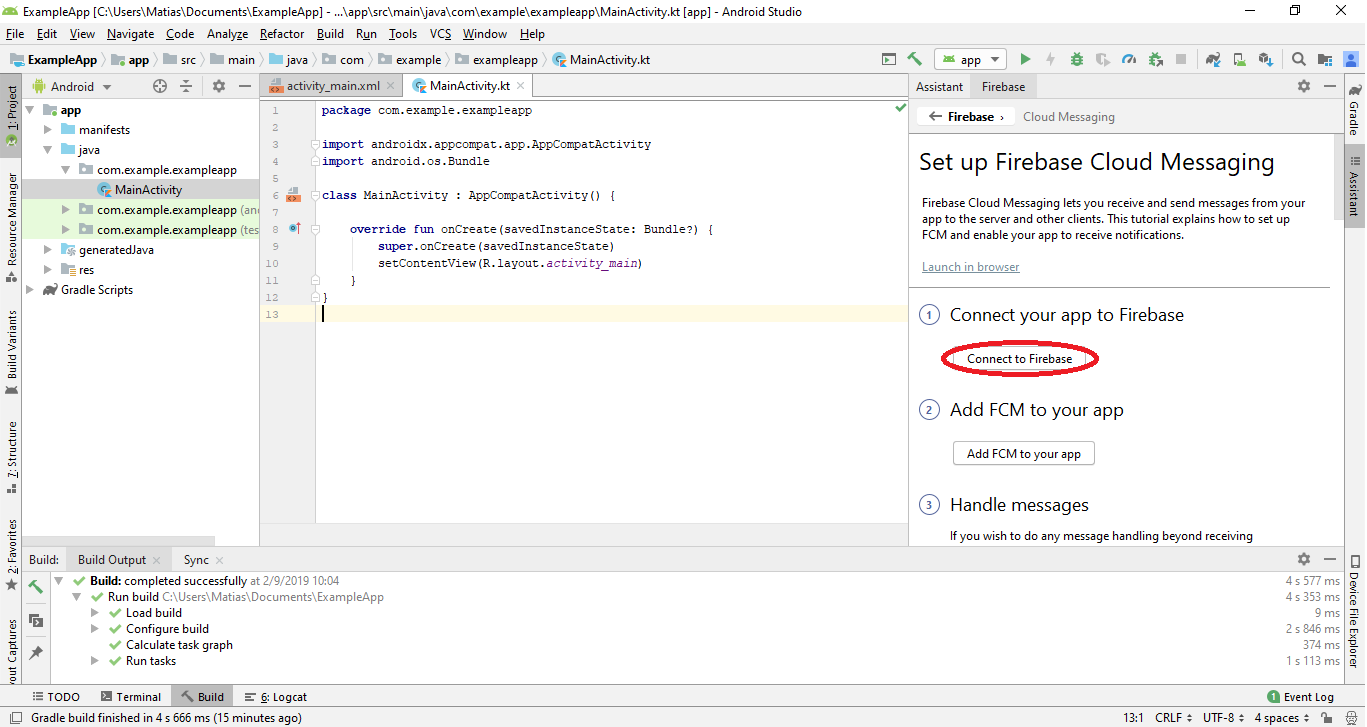 ExampleApp [C:\Users\Matias\Documents\ExampleApp] - ...\app\src\main\java\com\example\exampleapp\MainActivity.kt [app] - Android Studio
File Edit View Navigate Code Analyze Refactor Build Run Tools VCS Window Help
ExampleApp app src main java com example exampleapp MainActivity.kt
app
1: Project
Resource Manager
Build Variants
7: Structure
2: Favorites
yout Captures
Android
app
manifests
java
com.example.exampleapp
MainActivity
com.example.exampleapp (an
com.example.exampleapp (tes
generatedJava
res
Gradle Scripts
activity_main.xml
MainActivity.kt
1 package com.example.exampleapp
2
3 import androidx.appcompat.app.AppCompatActivity
4 import android.os.Bundle
5
6 class MainActivity : AppCompatActivity() {
7
8 override fun onCreate(savedInstanceState: Bundle?) {
9 super.onCreate(savedInstanceState)
10 setContentView(R.layout.activity_main)
11 }
12 }
13
Assistant Firebase
Firebase › Cloud Messaging
Set up Firebase Cloud Messaging
Firebase Cloud Messaging lets you receive and send messages from your
app to the server and other clients. This tutorial explains how to set up
FCM and enable your app to receive notifications.
Launch in browser
1 Connect your app to Firebase
Connect to Firebase
2 Add FCM to your app
Add FCM to your app
3 Handle messages
If you wish to do any message handling beyond receiving
Gradle
Assistant
Device File Explorer
Build: Build Output Sync
Build: completed successfully at 2/9/2019 10:04 4 s 577 ms
Run build C:\Users\Matias\Documents\ExampleApp 4 s 353 ms
Load build 9 ms
Configure build 2 s 846 ms
Calculate task graph 374 ms
Run tasks 1 s 113 ms
TODO Terminal Build 6: Logcat 1 Event Log
Gradle build finished in 4 s 666 ms (15 minutes ago) 13:1 CRLF UTF-8 4 spaces